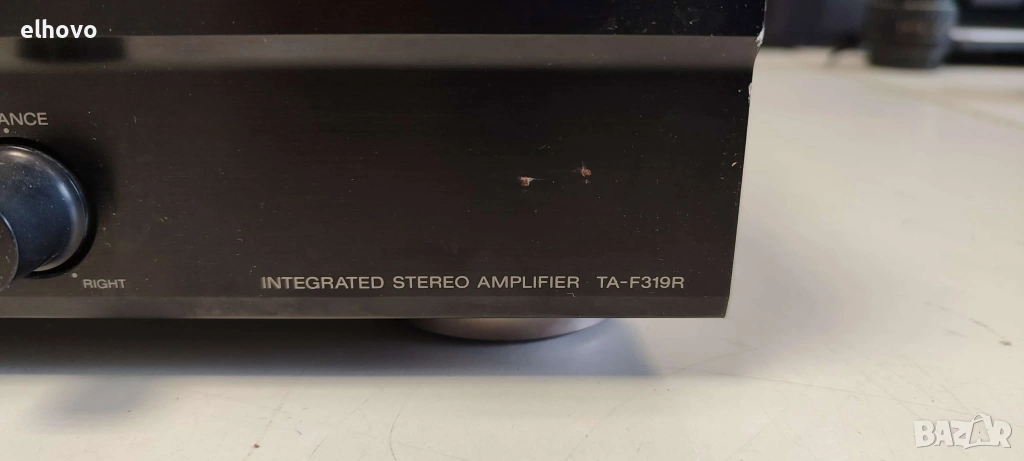 elhovo
ANCE
RIGHT
INTEGRATED STEREO AMPLIFIER TA-F319R
BAZAR